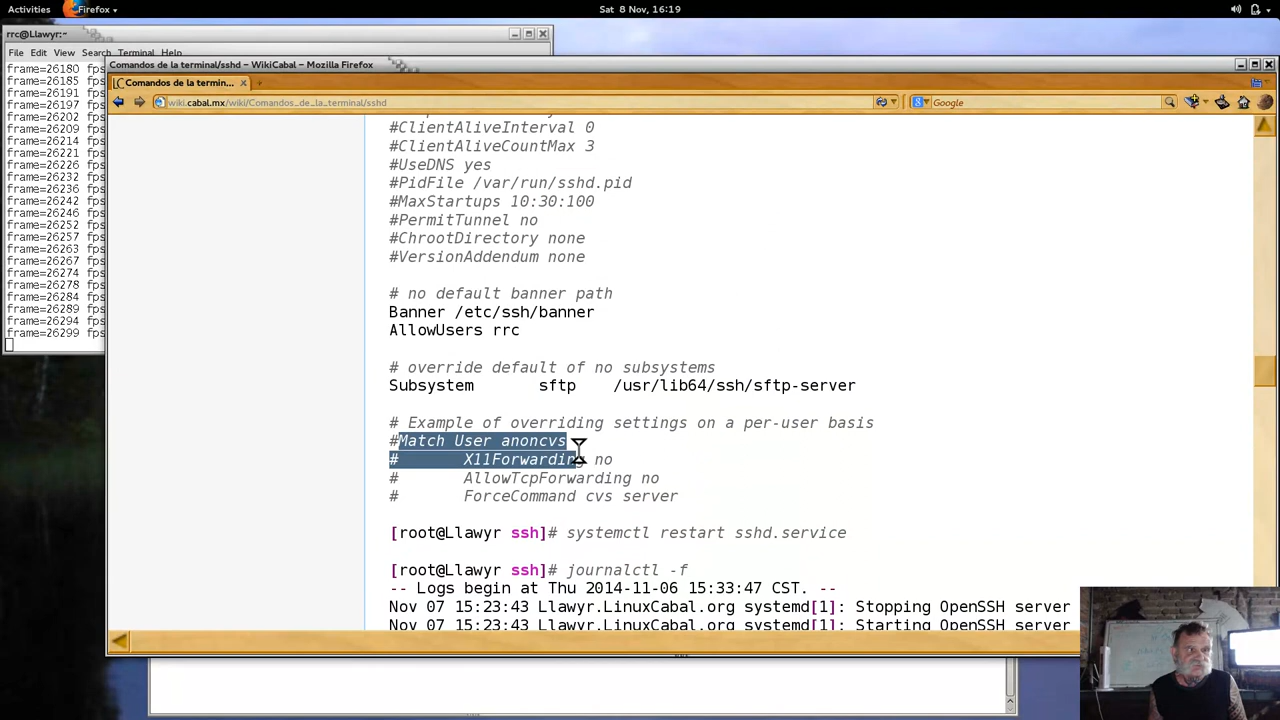 Activities Firefox Sat 8 Nov, 16:19
rrc@Llawyr:~
File Edit View Search Terminal Help
frame=26180 fps
frame=26185 fps
frame=26191 fps
frame=26197 fps
frame=26202 fps
frame=26209 fps
frame=26214 fps
frame=26221 fps
frame=26226 fps
frame=26232 fps
frame=26236 fps
frame=26242 fps
frame=26246 fps
frame=26252 fps
frame=26257 fps
frame=26263 fps
frame=26267 fps
frame=26274 fps
frame=26278 fps
frame=26284 fps
frame=26289 fps
frame=26294 fps
frame=26299 fps
Comandos de la terminal/sshd – WikiCabal – Mozilla Firefox
Comandos de la termin...
wiki.cabal.mx/wiki/Comandos_de_la_terminal/sshd
Google
#ClientAliveInterval 0
#ClientAliveCountMax 3
#UseDNS yes
#PidFile /var/run/sshd.pid
#MaxStartups 10:30:100
#PermitTunnel no
#ChrootDirectory none
#VersionAddendum none
# no default banner path
Banner /etc/ssh/banner
AllowUsers rrc
# override default of no subsystems
Subsystem sftp /usr/lib64/ssh/sftp-server
# Example of overriding settings on a per-user basis
#Match User anoncvs
# X11Forwarding no
# AllowTcpForwarding no
# ForceCommand cvs server
[root@Llawyr ssh]# systemctl restart sshd.service
[root@Llawyr ssh]# journalctl -f
-- Logs begin at Thu 2014-11-06 15:33:47 CST. --
Nov 07 15:23:43 Llawyr.LinuxCabal.org systemd[1]: Stopping OpenSSH server
Nov 07 15:23:43 Llawyr.LinuxCabal.org systemd[1]: Starting OpenSSH server